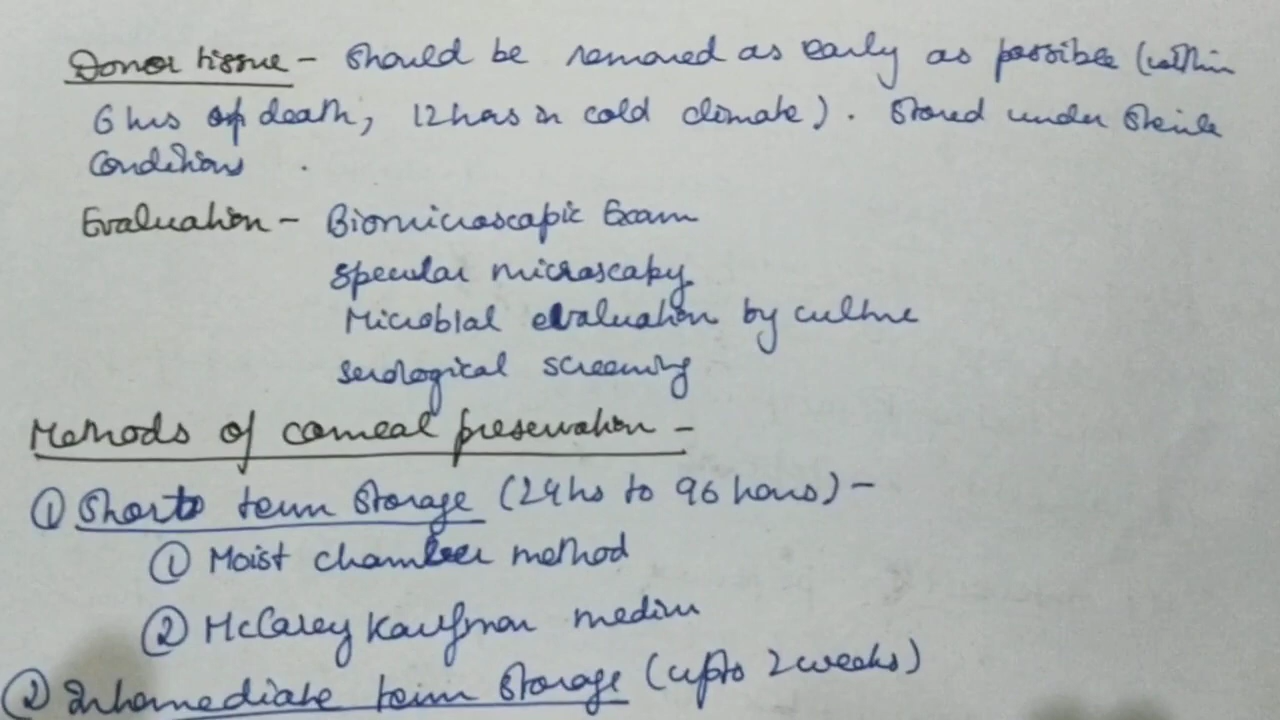 Donor tissue - should be removed as early as possible (within
6 hrs of death, 12 hrs in cold climate). Stored under sterile
conditions.
Evaluation - Biomicroscopic Exam
specular microscopy
Microbial evaluation by culture
serological screening
Methods of corneal preservation -
① Short term storage (24 hs to 96 hours) -
① Moist chamber method
② McCarey Kaufman medium
② Intermediate term storage (upto 2 weeks)